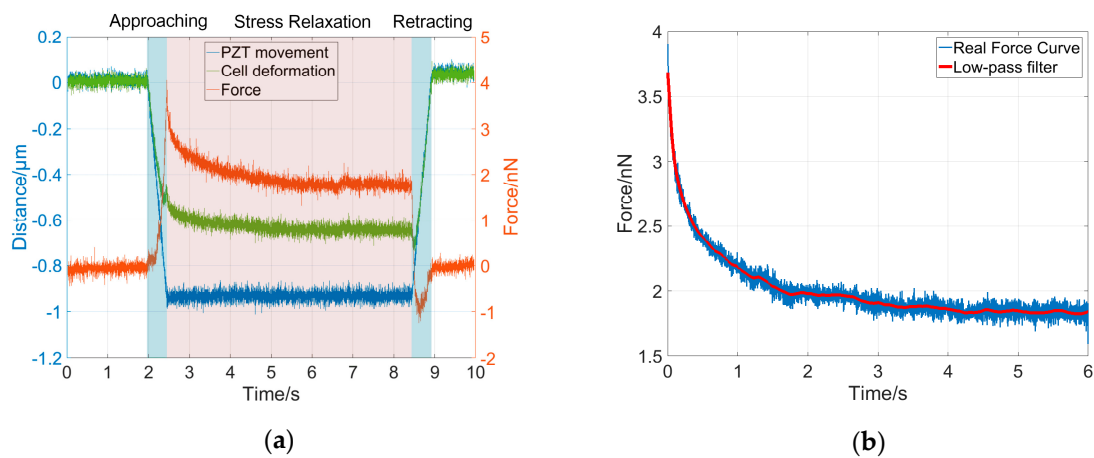 Approaching Stress Relaxation Retracting
PZT movement
Cell deformation
Force
Distance/μm
0.2
0
-0.2
-0.4
-0.6
-0.8
-1
-1.2
5
4
3
2
1
0
-1
-2
Force/nN
0 1 2 3 4 5 6 7 8 9 10
Time/s
(a)
Real Force Curve
Low-pass filter
Force/nN
4
3.5
3
2.5
2
1.5
0 1 2 3 4 5 6
Time/s
(b)